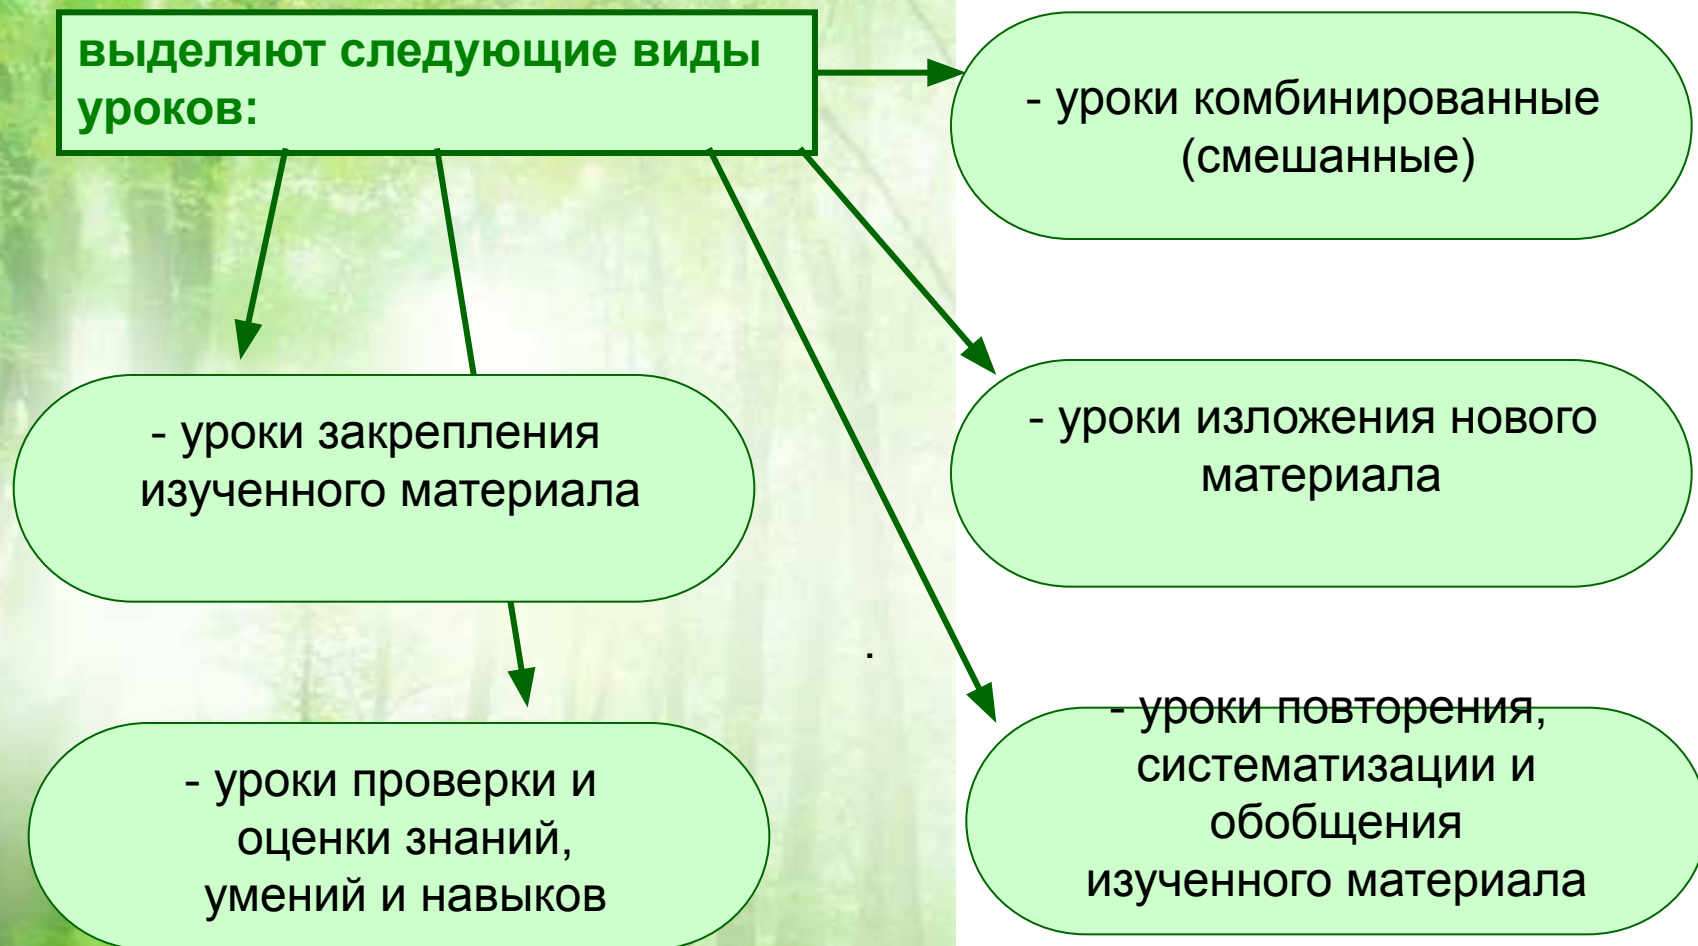 выделяют следующие виды
уроков:
- уроки комбинированные
(смешанные)
- уроки закрепления
изученного материала
- уроки изложения нового
материала
.
- уроки проверки и
оценки знаний,
умений и навыков
- уроки повторения,
систематизации и
обобщения
изученного материала